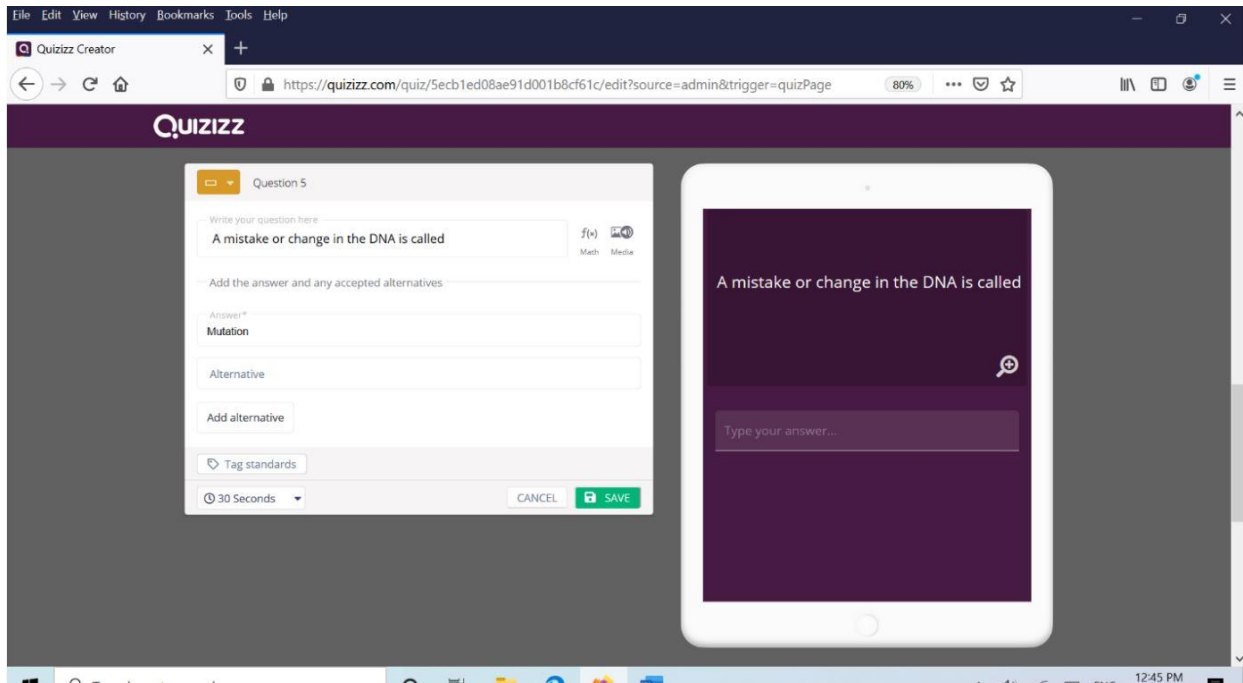 File Edit View History Bookmarks Tools Help
Quizizz Creator
https://quizizz.com/quiz/5ecb1ed08ae91d001b8cf61c/edit?source=admin&trigger=quizPage 80%
QUIZIZZ
Question 5
Write your question here
A mistake or change in the DNA is called
f(x)
Math Media
Add the answer and any accepted alternatives
Answer*
Mutation
Alternative
Add alternative
Tag standards
30 Seconds CANCEL SAVE
A mistake or change in the DNA is called
Type your answer...
12:45 PM